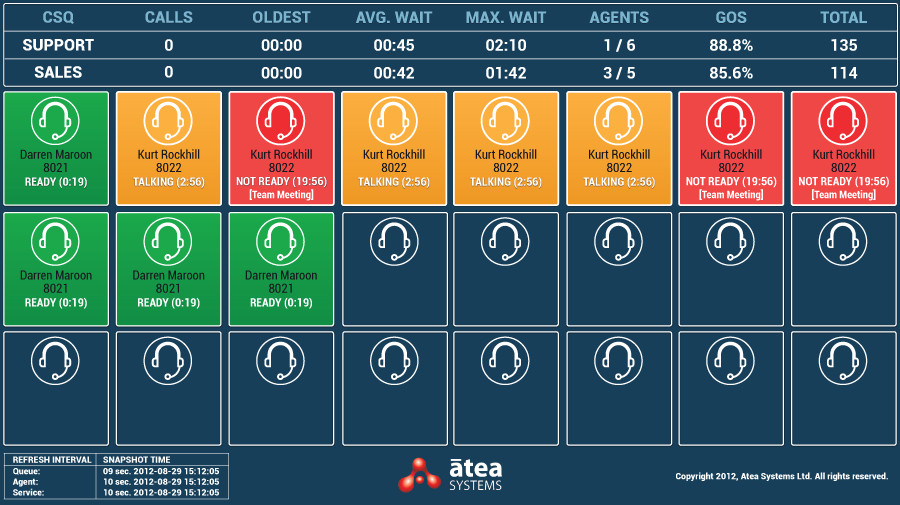 CSQ CALLS OLDEST AVG. WAIT MAX. WAIT AGENTS GOS TOTAL
SUPPORT 0 00:00 00:45 02:10 1 / 6 88.8% 135
SALES 0 00:00 00:42 01:42 3 / 5 85.6% 114
Darren Maroon
8021
READY (0:19)
Kurt Rockhill
8022
TALKING (2:56)
Kurt Rockhill
8022
NOT READY (19:56)
[Team Meeting]
Kurt Rockhill
8022
TALKING (2:56)
Kurt Rockhill
8022
TALKING (2:56)
Kurt Rockhill
8022
TALKING (2:56)
Kurt Rockhill
8022
NOT READY (19:56)
[Team Meeting]
Kurt Rockhill
8022
NOT READY (19:56)
[Team Meeting]
Darren Maroon
8021
READY (0:19)
Darren Maroon
8021
READY (0:19)
Darren Maroon
8021
READY (0:19)
REFRESH INTERVAL SNAPSHOT TIME
Queue: 09 sec. 2012-08-29 15:12:05
Agent: 10 sec. 2012-08-29 15:12:05
Service: 10 sec. 2012-08-29 15:12:05
ātea
SYSTEMS
Copyright 2012, Atea Systems Ltd. All rights reserved.